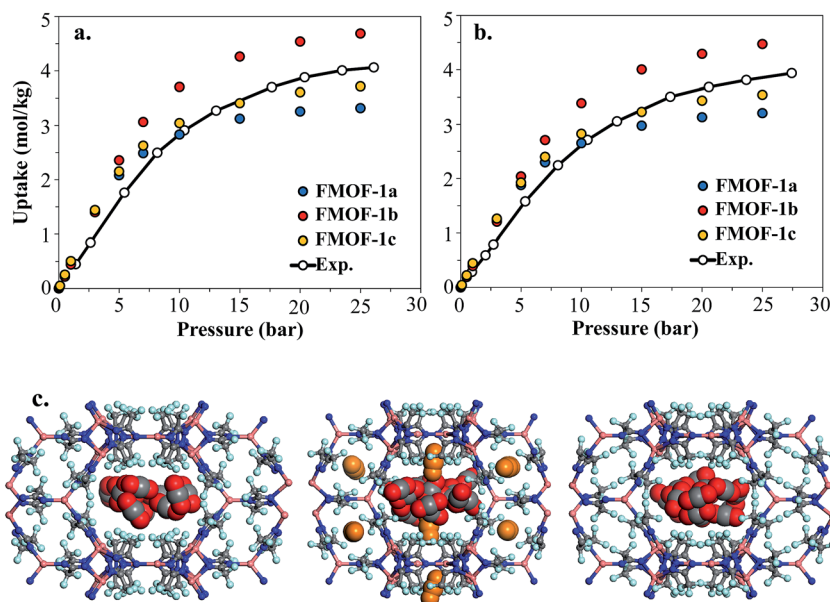 a.
Uptake (mol/kg)
5
4
3
2
1
0
0 5 10 15 20 25 30
Pressure (bar)
FMOF-1a
FMOF-1b
FMOF-1c
Exp.
b.
5
4
3
2
1
0
0 5 10 15 20 25 30
Pressure (bar)
FMOF-1a
FMOF-1b
FMOF-1c
Exp.
c.